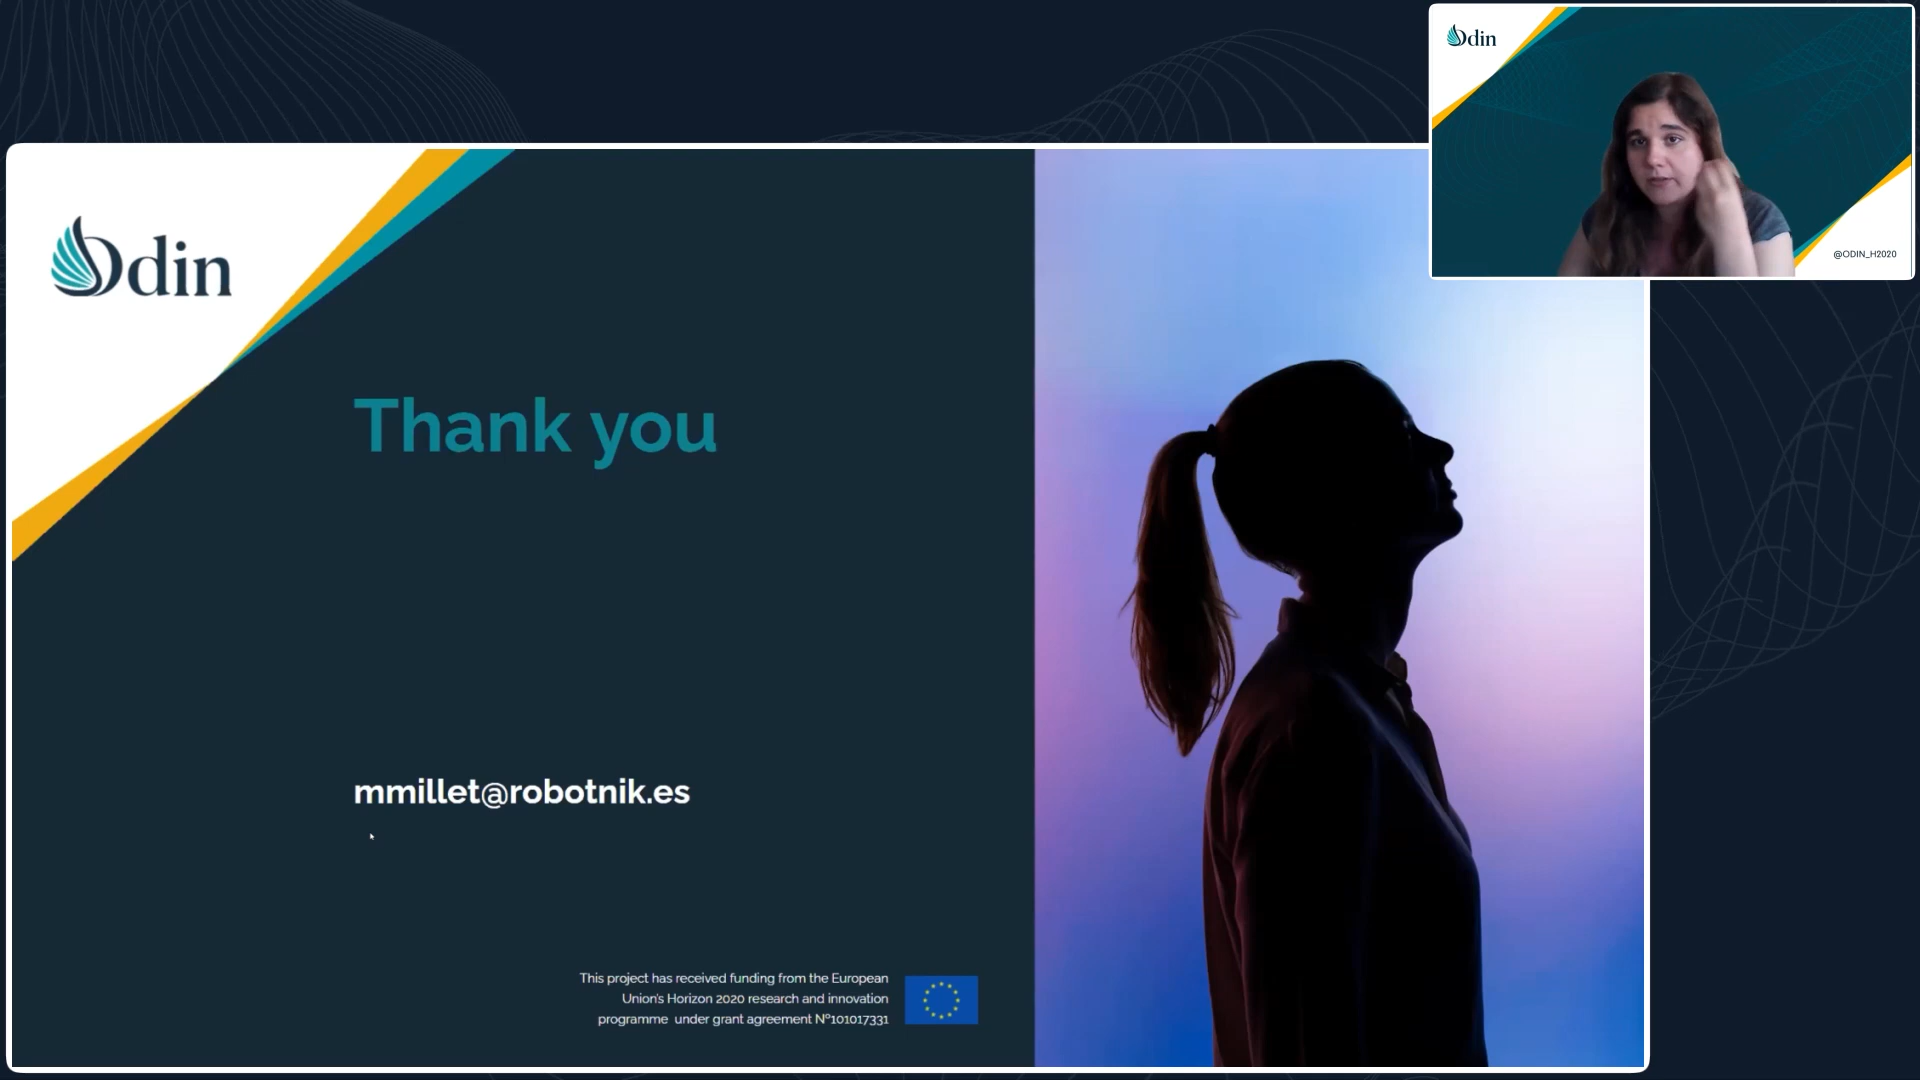 Odin
@ODIN_H2020
Odin
Thank you
mmillet@robotnik.es
This project has received funding from the European
Union's Horizon 2020 research and innovation
programme under grant agreement Nº101017331